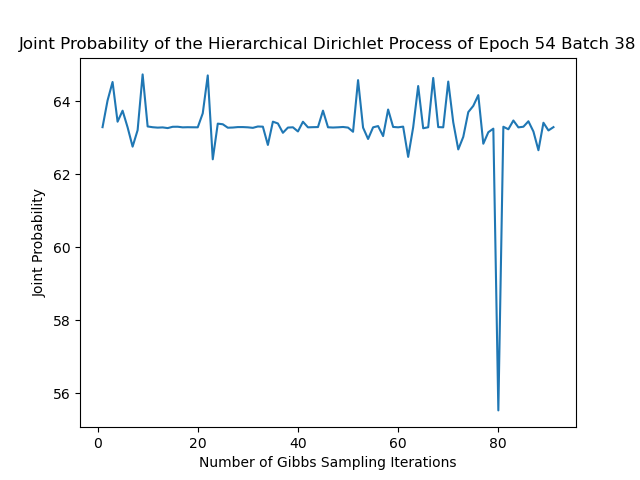 Joint Probability of the Hierarchical Dirichlet Process of Epoch 54 Batch 38
64
62
60
58
56
Joint Probability
0 20 40 60 80
Number of Gibbs Sampling Iterations